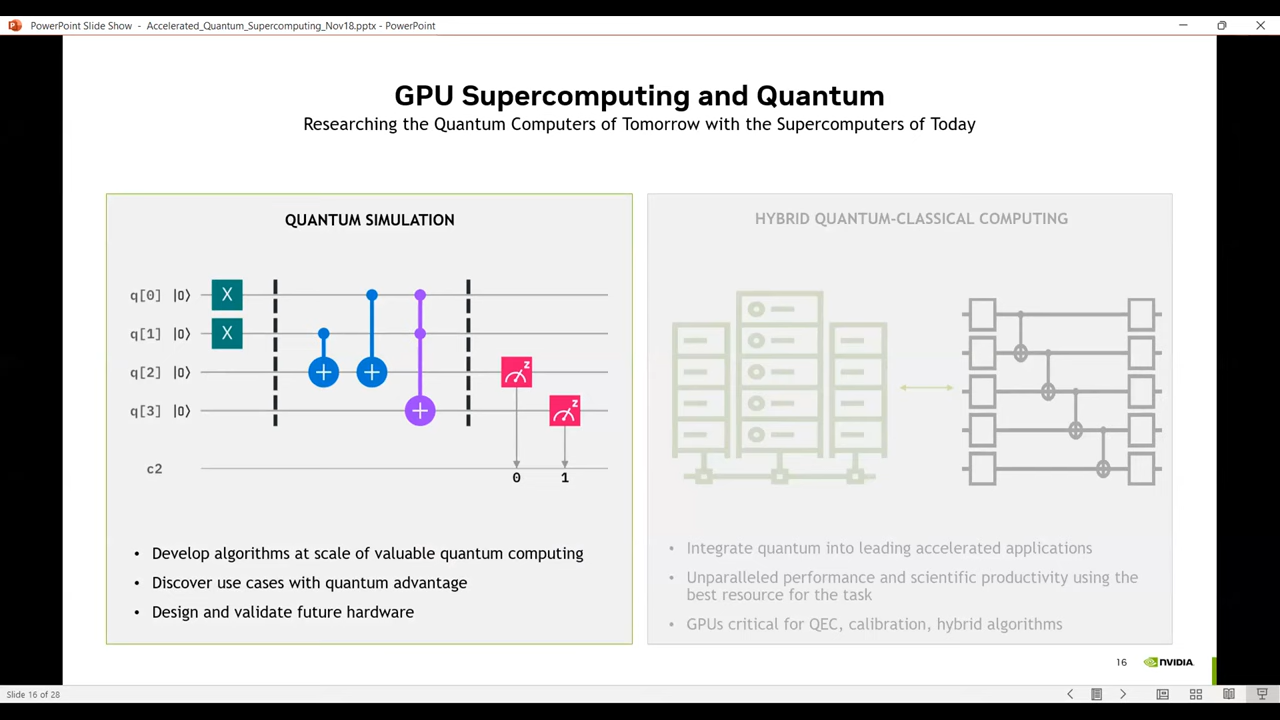 PowerPoint Slide Show - Accelerated_Quantum_Supercomputing_Nov18.pptx - PowerPoint
GPU Supercomputing and Quantum
Researching the Quantum Computers of Tomorrow with the Supercomputers of Today
QUANTUM SIMULATION
q[0] |0⟩ X
q[1] |0⟩ X
q[2] |0⟩ + + z
q[3] |0⟩ + z
c2
0 1
• Develop algorithms at scale of valuable quantum computing
• Discover use cases with quantum advantage
• Design and validate future hardware
HYBRID QUANTUM-CLASSICAL COMPUTING
• Integrate quantum into leading accelerated applications
• Unparalleled performance and scientific productivity using the
best resource for the task
• GPUs critical for QEC, calibration, hybrid algorithms
16 NVIDIA
Slide 16 of 28